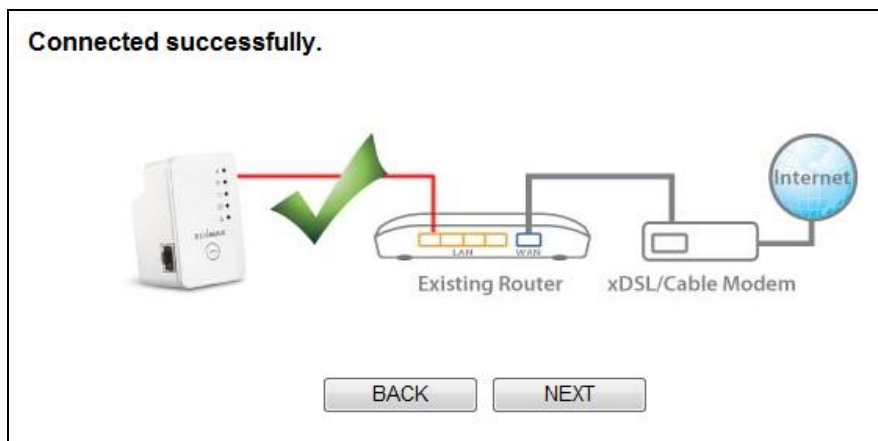 Connected successfully.
Internet
EDIMAX
LAN
WAN
Existing Router
xDSL/Cable Modem
BACK
NEXT